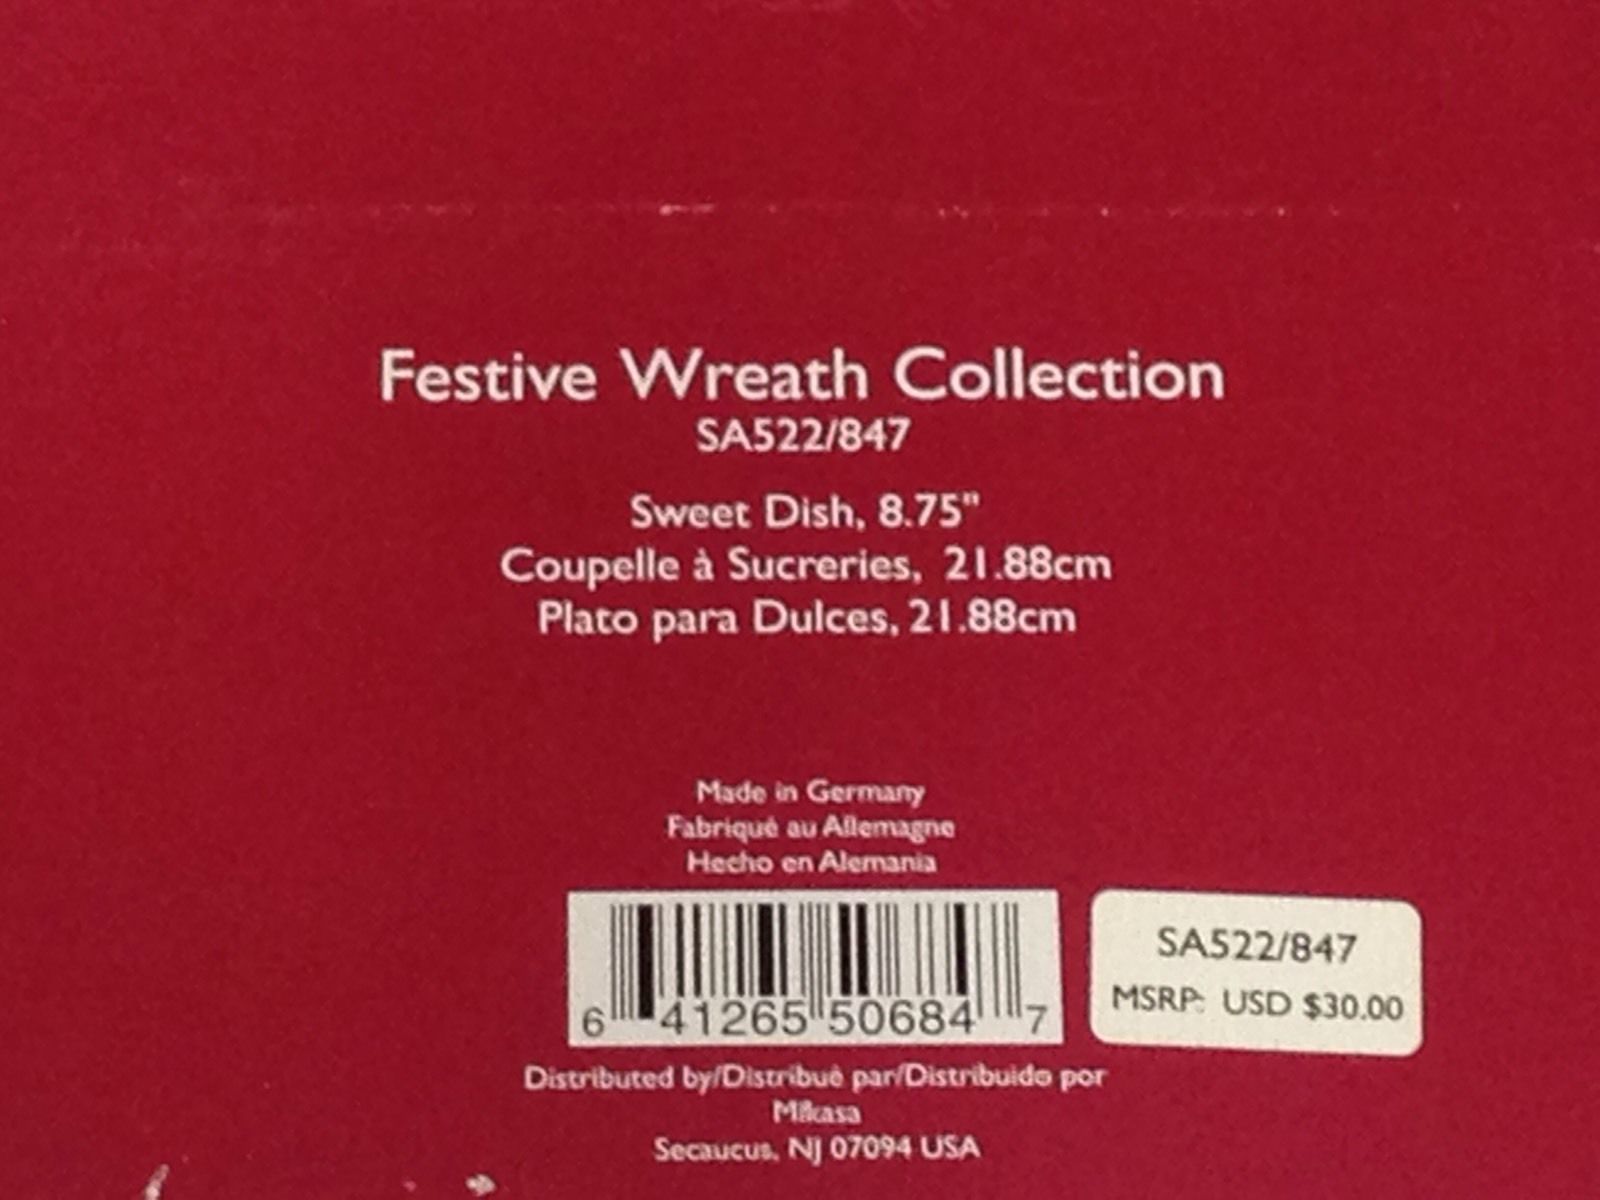 Festive Wreath Collection
SA522/847
Sweet Dish, 8.75"
Coupelle à Sucreries, 21.88cm
Plato para Dulces, 21.88cm
Made in Germany
Fabriqué au Allemagne
Hecho en Alemania
6 41265 50684 7
SA522/847
MSRP: USD $30.00
Distributed by/Distribué par/Distribuido por
Mikasa
Secaucus, NJ 07094 USA